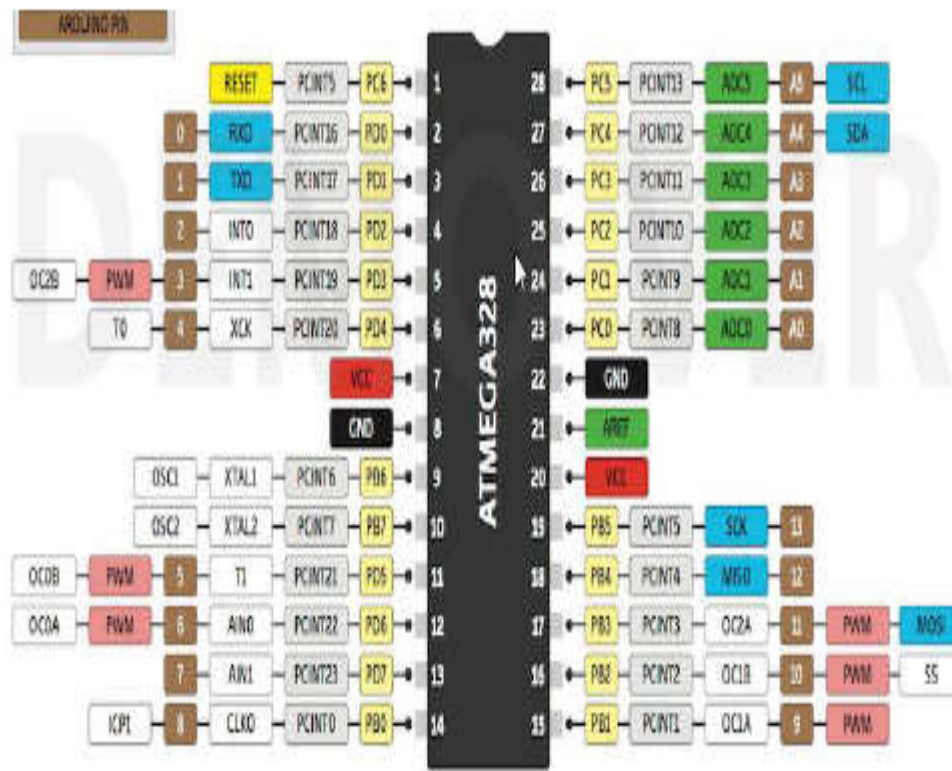 ARDUINO PIN
RESET PCINT5 PC6 1 28 PC5 PCINT13 ADC5 A5 SCL
0 RXD PCINT16 PD0 2 27 PC4 PCINT12 ADC4 A4 SDA
1 TXD PCINT17 PD1 3 26 PC3 PCINT11 ADC3 A3
2 INT0 PCINT18 PD2 4 25 PC2 PCINT10 ADC2 A2
OC2B PWM 3 INT1 PCINT19 PD3 5 24 PC1 PCINT9 ADC1 A1
T0 4 XCK PCINT20 PD4 6 23 PC0 PCINT8 ADC0 A0
VCC 7 22 GND
GND 8 21 AREF
OSC1 XTAL1 PCINT6 PB6 9 20 VCC
OSC2 XTAL2 PCINT7 PB7 10 19 PB5 PCINT5 SCK 13
OC0B PWM 5 T1 PCINT21 PD5 11 18 PB4 PCINT4 MISO 12
OC0A PWM 6 AIN0 PCINT22 PD6 12 17 PB3 PCINT3 OC2A 11 PWM MOSI
7 AIN1 PCINT23 PD7 13 16 PB2 PCINT2 OC1B 10 PWM SS
ICP1 8 CLKO PCINT0 PB0 14 15 PB1 PCINT1 OC1A 9 PWM
ATMEGA328